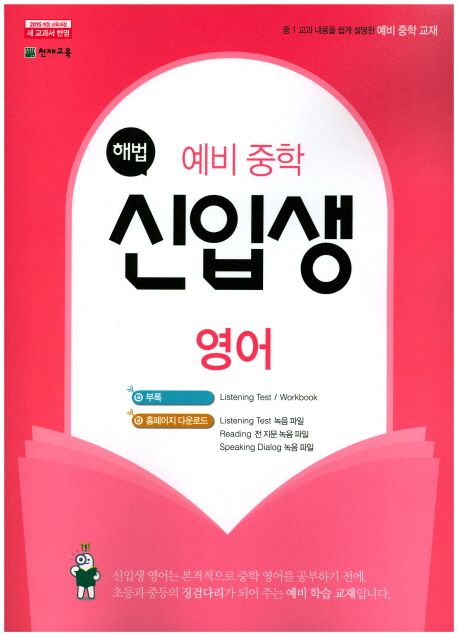 2015 개정 교육과정
새 교과서 반영
천재교육
중 1 교과 내용을 쉽게 설명한 예비 중학 교재
해법
예비 중학
신입생
영어
부록 Listening Test / Workbook
홈페이지 다운로드 Listening Test 녹음 파일
Reading 전 지문 녹음 파일
Speaking Dialog 녹음 파일
신입생 영어는 본격적으로 중학 영어를 공부하기 전에,
초등과 중등의 징검다리가 되어 주는 예비 학습 교재입니다.